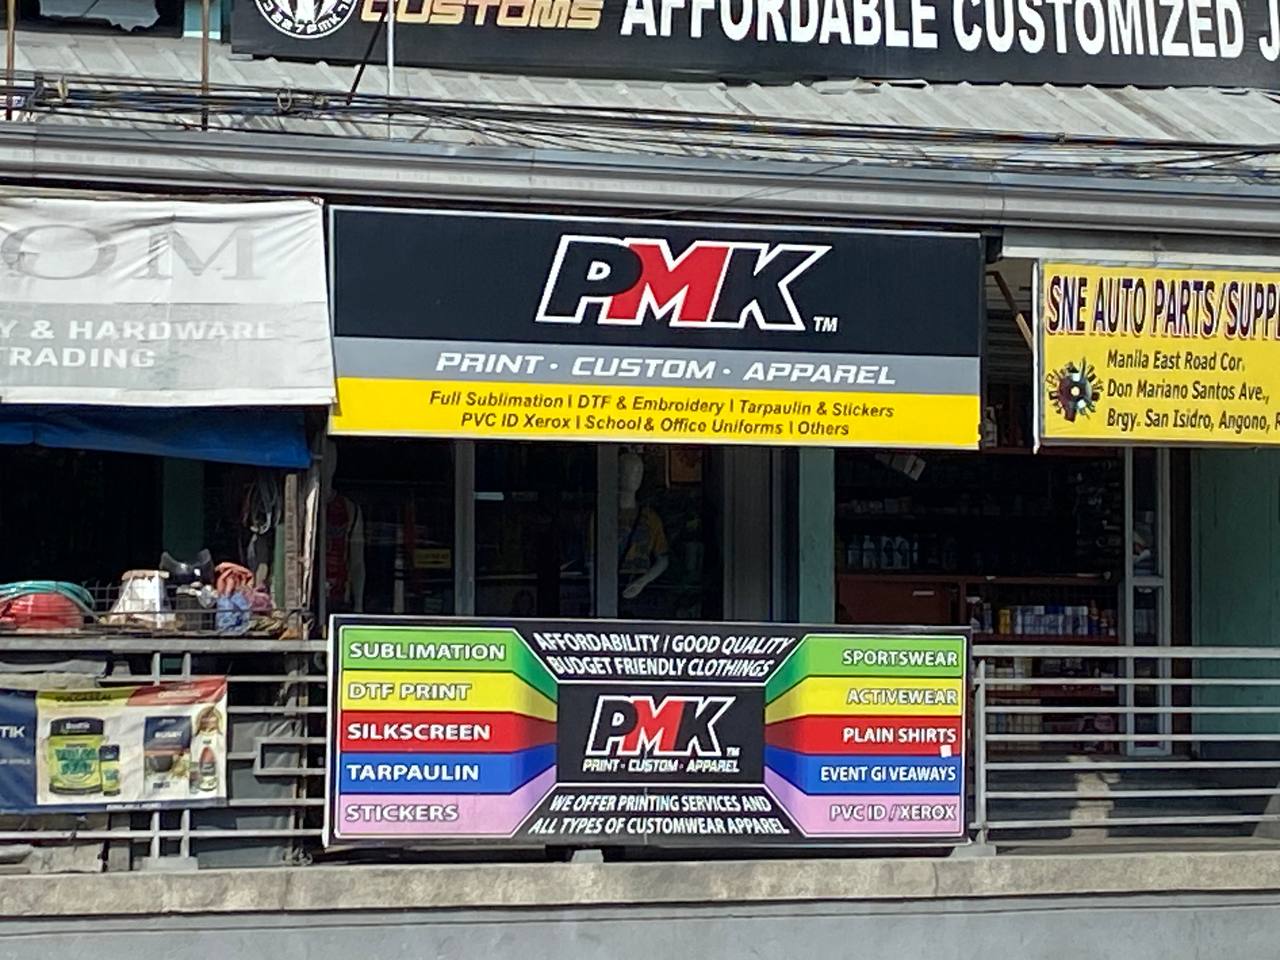 CUSTOMS AFFORDABLE CUSTOMIZED J
OM
Y & HARDWARE
TRADING
PMK TM
PRINT · CUSTOM · APPAREL
Full Sublimation | DTF & Embroidery | Tarpaulin & Stickers
PVC ID Xerox | School & Office Uniforms | Others
SNE AUTO PARTS/SUPP
Manila East Road Cor.
Don Mariano Santos Ave.,
Brgy. San Isidro, Angono, R
SUBLIMATION
DTF PRINT
SILKSCREEN
TARPAULIN
STICKERS
AFFORDABILITY / GOOD QUALITY
BUDGET FRIENDLY CLOTHINGS
PMK TM
PRINT · CUSTOM · APPAREL
WE OFFER PRINTING SERVICES AND
ALL TYPES OF CUSTOMWEAR APPAREL
SPORTSWEAR
ACTIVEWEAR
PLAIN SHIRTS
EVENT GI VEAWAYS
PVC ID / XEROX
TIK